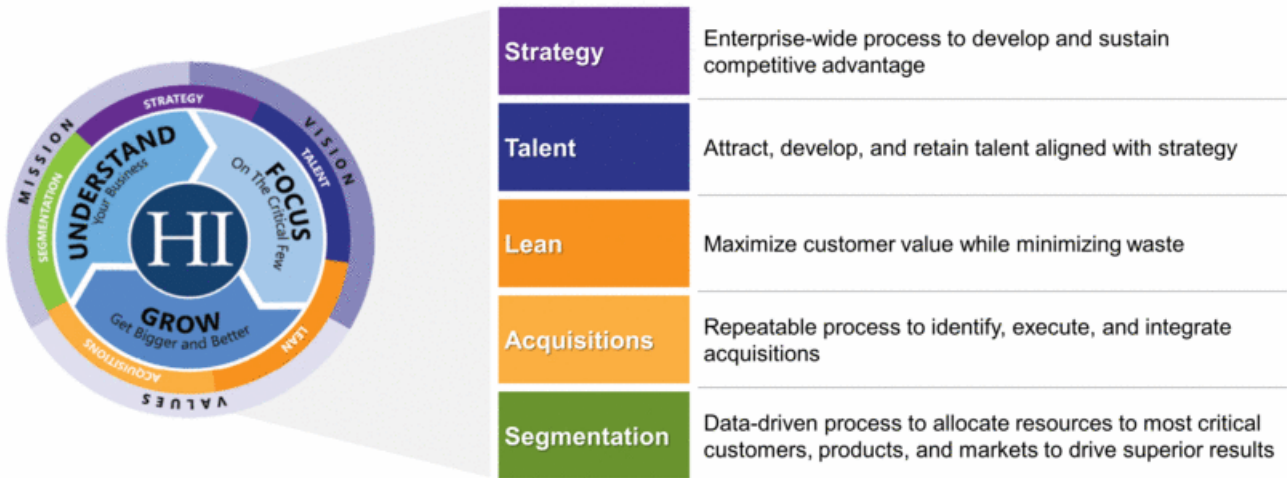 MISSION
VISION
VALUES
STRATEGY
TALENT
LEAN
ACQUISITIONS
SEGMENTATION
UNDERSTAND
Your Business
FOCUS
On The Critical Few
GROW
Get Bigger and Better
HI
Strategy
Enterprise-wide process to develop and sustain
competitive advantage
Talent
Attract, develop, and retain talent aligned with strategy
Lean
Maximize customer value while minimizing waste
Acquisitions
Repeatable process to identify, execute, and integrate
acquisitions
Segmentation
Data-driven process to allocate resources to most critical
customers, products, and markets to drive superior results